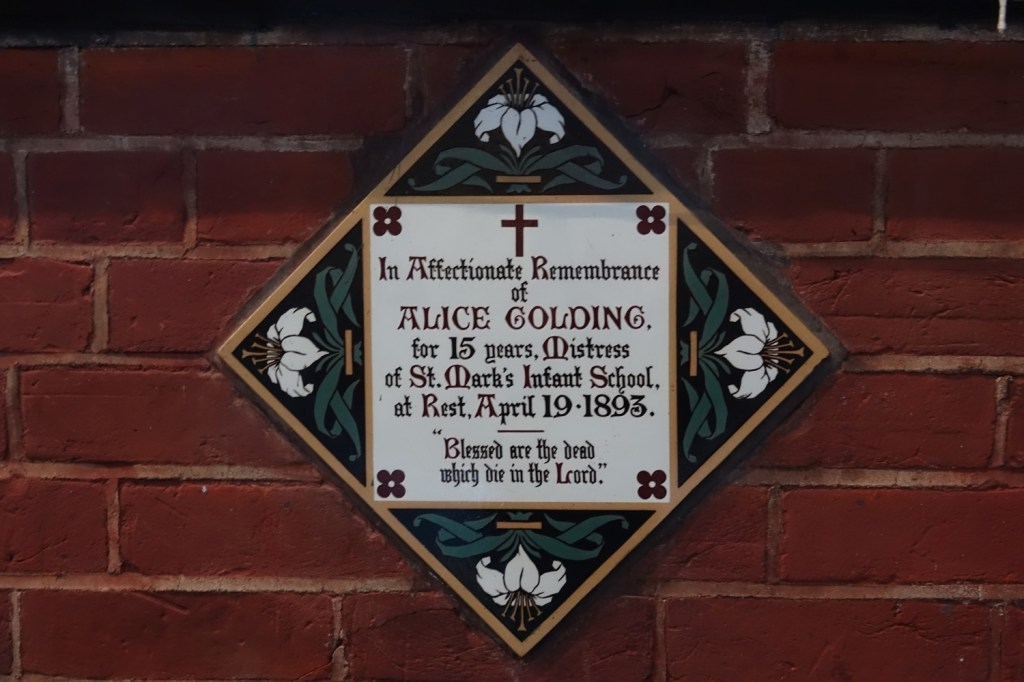 In Affectionate Remembrance
of
ALICE GOLDING,
for 15 years, Mistress
of St. Mark's Infant School,
at Rest, April 19·1893.
"Blessed are the dead
which die in the Lord."